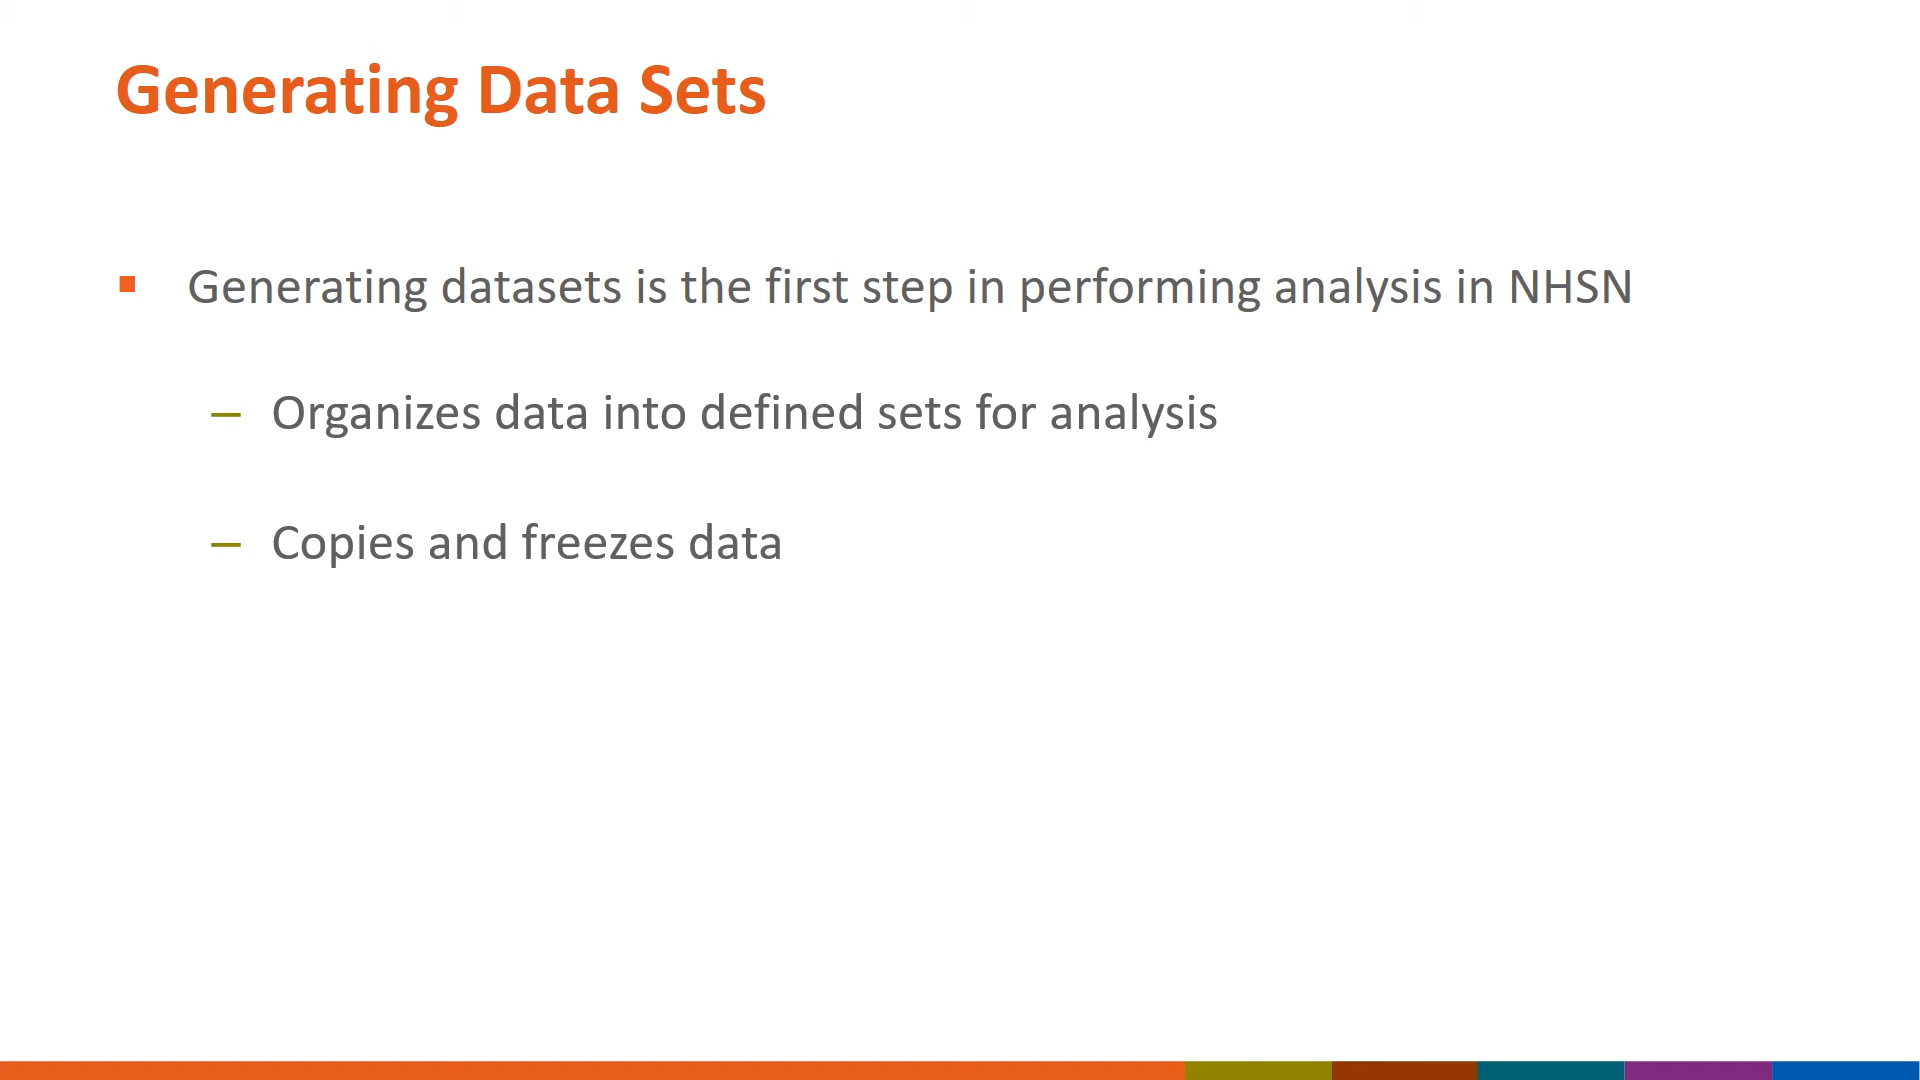 Generating Data Sets
▪ Generating datasets is the first step in performing analysis in NHSN
– Organizes data into defined sets for analysis
– Copies and freezes data